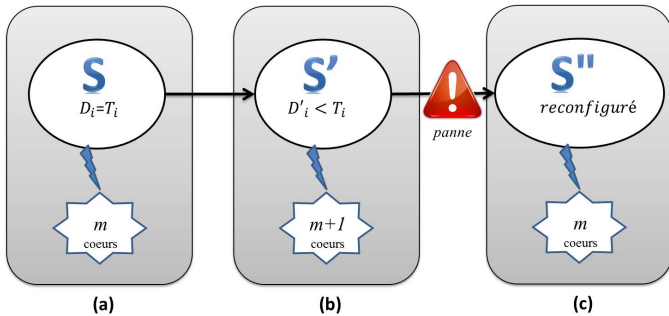 S
D_i=T_i
m
coeurs
(a)
S'
D'_i < T_i
m+1
coeurs
(b)
!
panne
S"
reconfiguré
m
coeurs
(c)